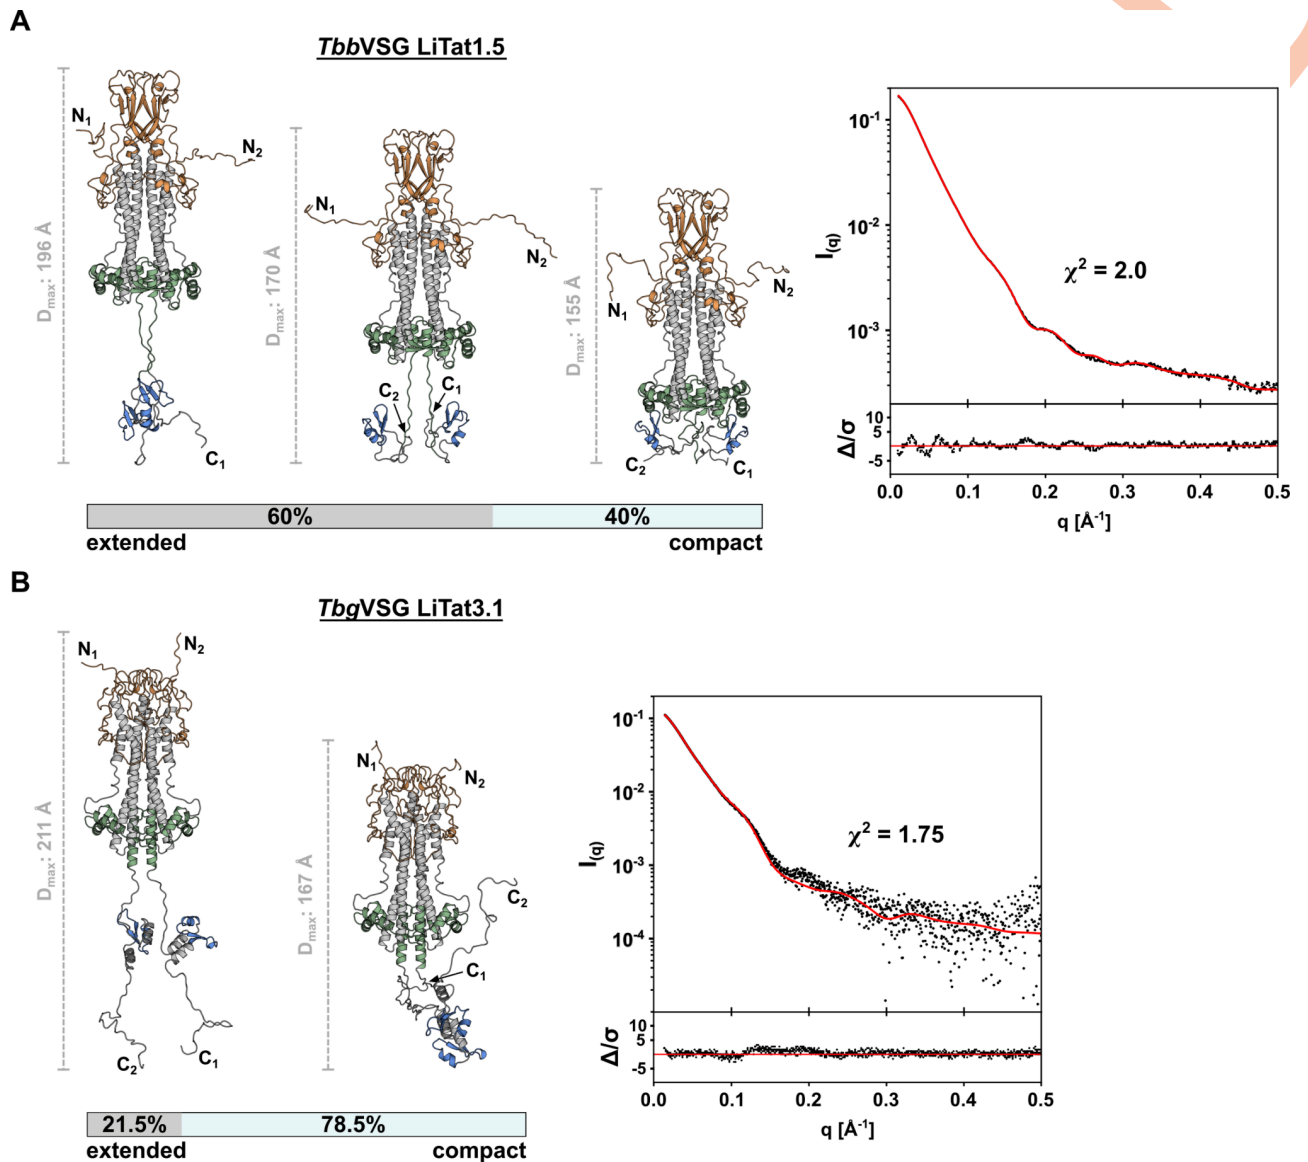 A
TbbVSG LiTat1.5
Dmax: 196 Å
N1
N2
C1
Dmax: 170 Å
N1
N2
C2
C1
Dmax: 155 Å
N1
N2
C2
C1
60%
40%
extended
compact
I(q)
10⁻¹
10⁻²
10⁻³
χ² = 2.0
Δ/σ
10
5
-5
0.0
0.1
0.2
0.3
0.4
0.5
q [Å⁻¹]
B
TbgVSG LiTat3.1
Dmax: 211 Å
N1
N2
C2
C1
Dmax: 167 Å
N1
N2
C2
C1
21.5%
78.5%
extended
compact
I(q)
10⁻¹
10⁻²
10⁻³
10⁻⁴
χ² = 1.75
Δ/σ
10
5
-5
0.0
0.1
0.2
0.3
0.4
0.5
q [Å⁻¹]